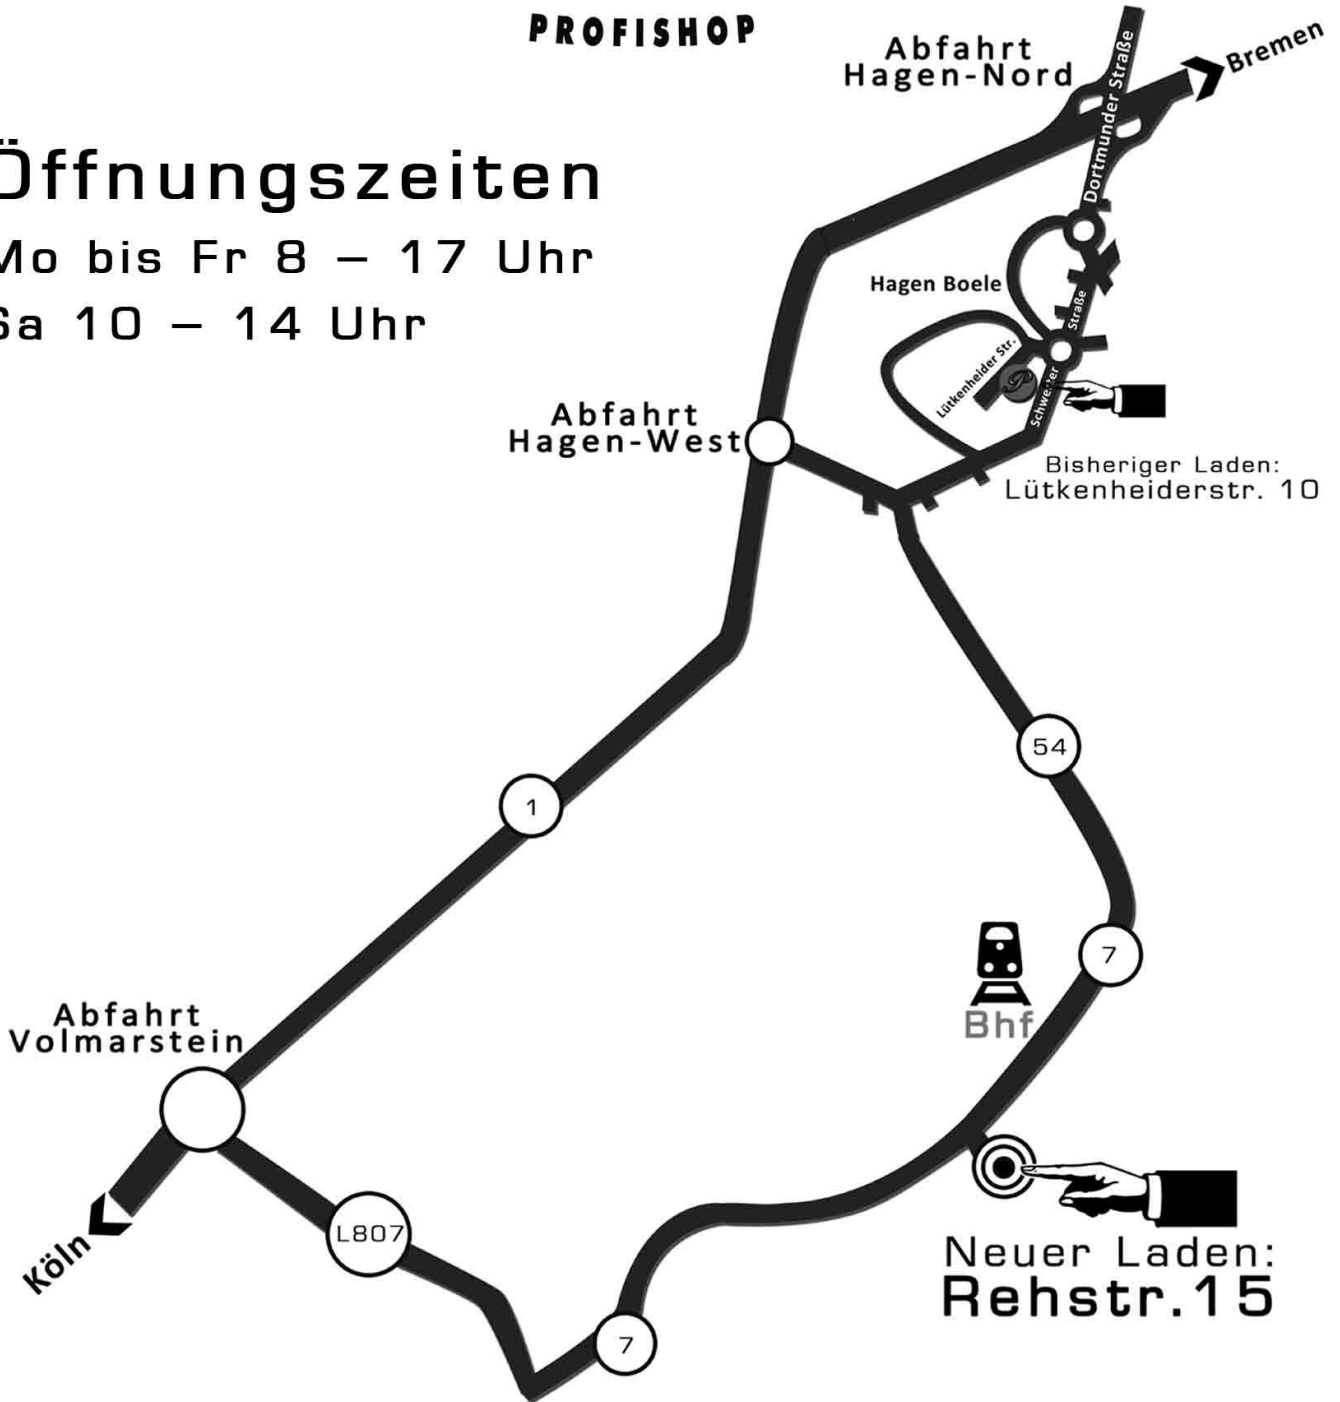 PROFISHOP
Abfahrt
Hagen-Nord
Dortmunder Straße
Bremen
Öffnungszeiten
Mo bis Fr 8 – 17 Uhr
Sa 10 – 14 Uhr
Hagen Boele
Straße
Lütkenheider Str.
P
Schwerter
Abfahrt
Hagen-West
Bisheriger Laden:
Lütkenheiderstr. 10
54
1
7
Bhf
Abfahrt
Volmarstein
Köln
L807
7
Neuer Laden:
Rehstr.15